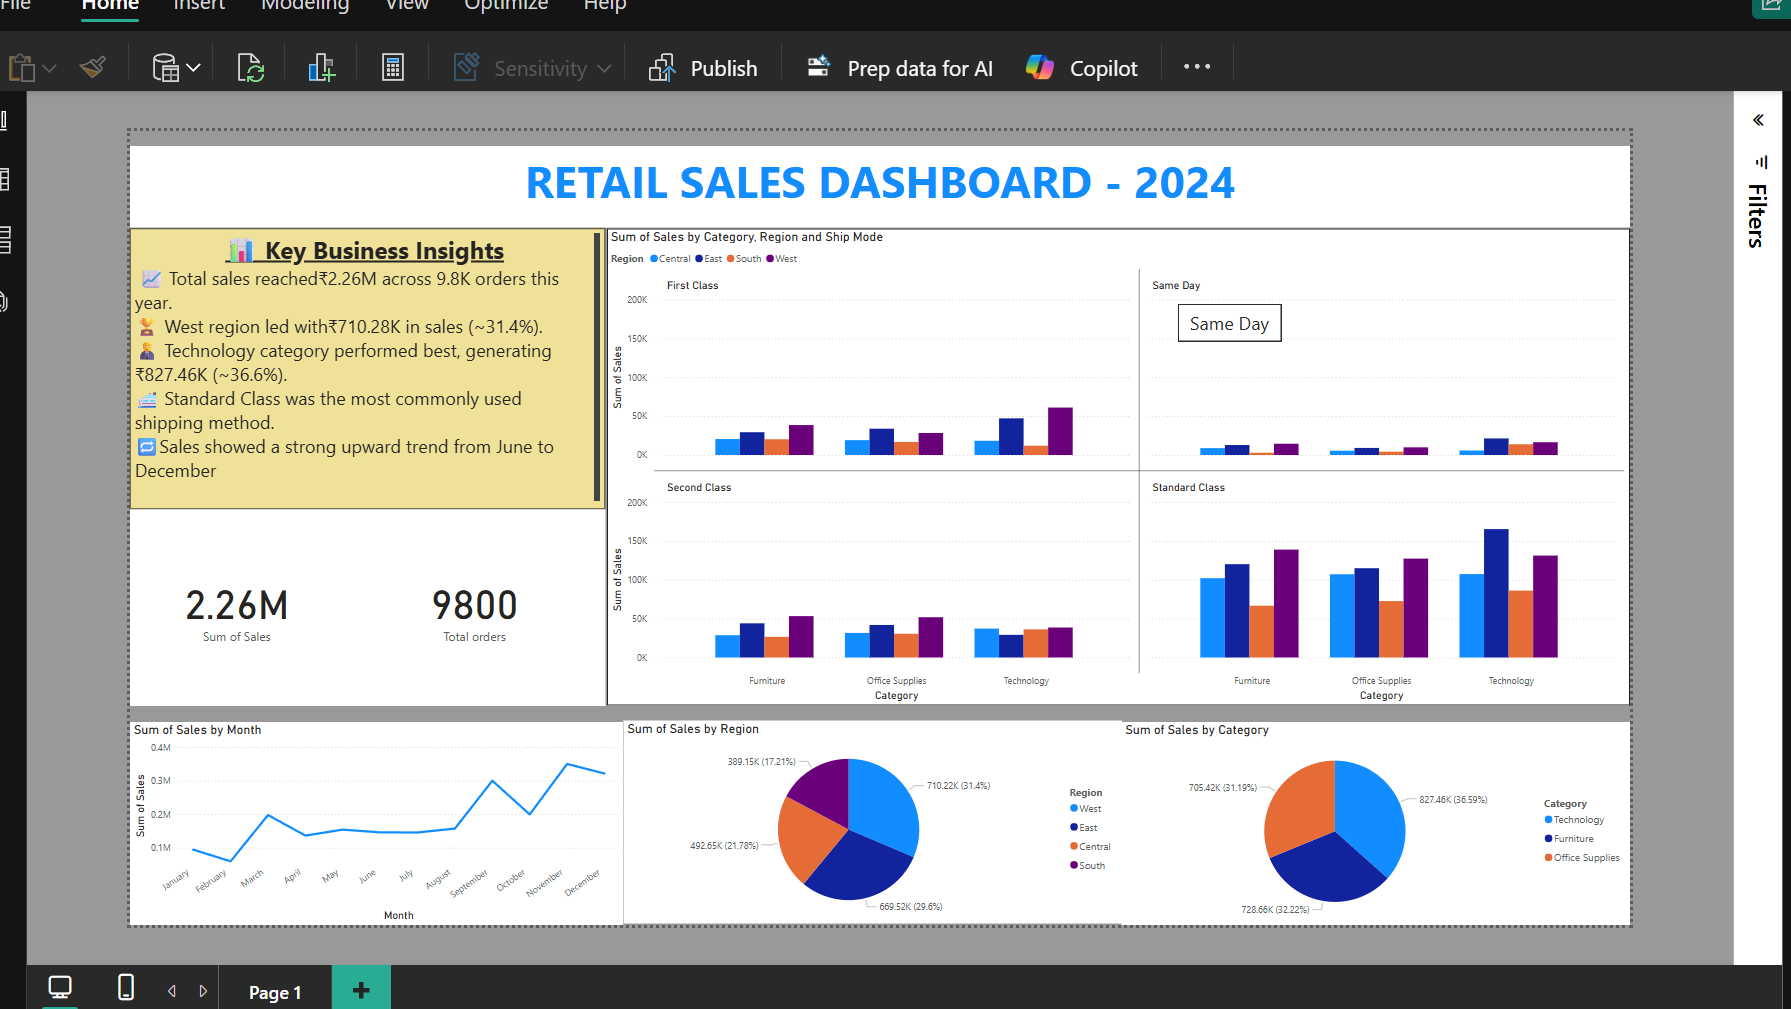 File Home Insert Modeling View Optimize Help
Sensitivity Publish Prep data for AI Copilot
Filters
RETAIL SALES DASHBOARD - 2024
📊 Key Business Insights
📈 Total sales reached₹2.26M across 9.8K orders this
year.
🏆 West region led with₹710.28K in sales (~31.4%).
Technology category performed best, generating
₹827.46K (~36.6%).
Standard Class was the most commonly used
shipping method.
🔁Sales showed a strong upward trend from June to
December
2.26M
Sum of Sales
9800
Total orders
Sum of Sales by Category, Region and Ship Mode
Region Central East South West
First Class
Same Day
Same Day
200K
150K
100K
50K
0K
Sum of Sales
Second Class
Standard Class
200K
150K
100K
50K
0K
Sum of Sales
Furniture Office Supplies Technology
Category
Furniture Office Supplies Technology
Category
Sum of Sales by Month
0.4M
0.3M
0.2M
0.1M
Sum of Sales
January February March April May June July August September October November December
Month
Sum of Sales by Region
389.15K (17.21%)
710.22K (31.4%)
492.65K (21.78%)
669.52K (29.6%)
Region
West
East
Central
South
Sum of Sales by Category
705.42K (31.19%)
827.46K (36.59%)
728.66K (32.22%)
Category
Technology
Furniture
Office Supplies
Page 1